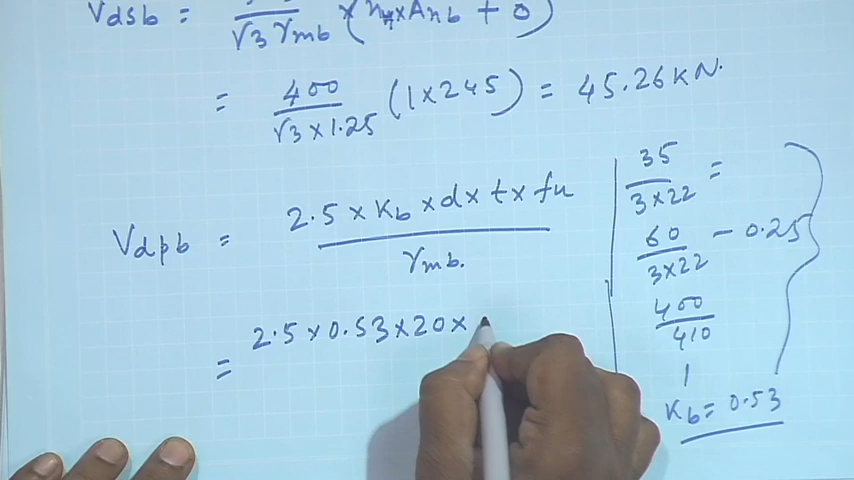 Vdsb = / √3 γmb × (nn × Anb + 0)
= 400 / √3 × 1.25 (1 × 245) = 45.26 kN.
Vdpb = 2.5 × Kb × d × t × fu / γmb.
= 2.5 × 0.53 × 20 ×
35 / 3×22 =
60 / 3×22 - 0.25
400 / 410
1
Kb = 0.53